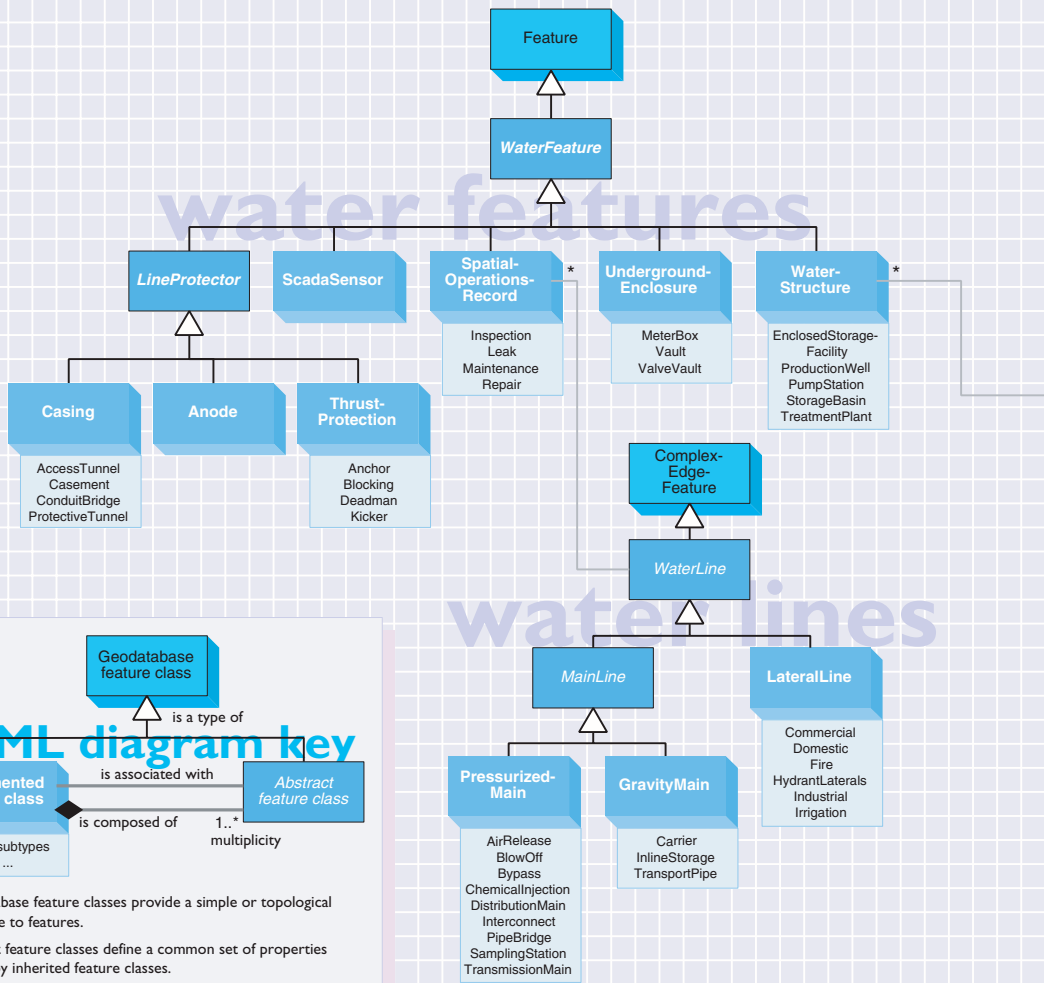 Feature
WaterFeature
water features
LineProtector
ScadaSensor
Spatial-
Operations-
Record
*
Inspection
Leak
Maintenance
Repair
Underground-
Enclosure
MeterBox
Vault
ValveVault
Water-
Structure
*
EnclosedStorage-
Facility
ProductionWell
PumpStation
StorageBasin
TreatmentPlant
Casing
AccessTunnel
Casement
ConduitBridge
ProtectiveTunnel
Anode
Thrust-
Protection
Anchor
Blocking
Deadman
Kicker
Complex-
Edge-
Feature
WaterLine
water lines
MainLine
LateralLine
Commercial
Domestic
Fire
HydrantLaterals
Industrial
Irrigation
Pressurized-
Main
AirRelease
BlowOff
Bypass
ChemicalInjection
DistributionMain
Interconnect
PipeBridge
SamplingStation
TransmissionMain
GravityMain
Carrier
InlineStorage
TransportPipe
Geodatabase
feature class
is a type of
ML diagram key
is associated with
ented
class
Abstract
feature class
is composed of
1..*
multiplicity
subtypes
...
base feature classes provide a simple or topological
e to features.
t feature classes define a common set of properties
by inherited feature classes.